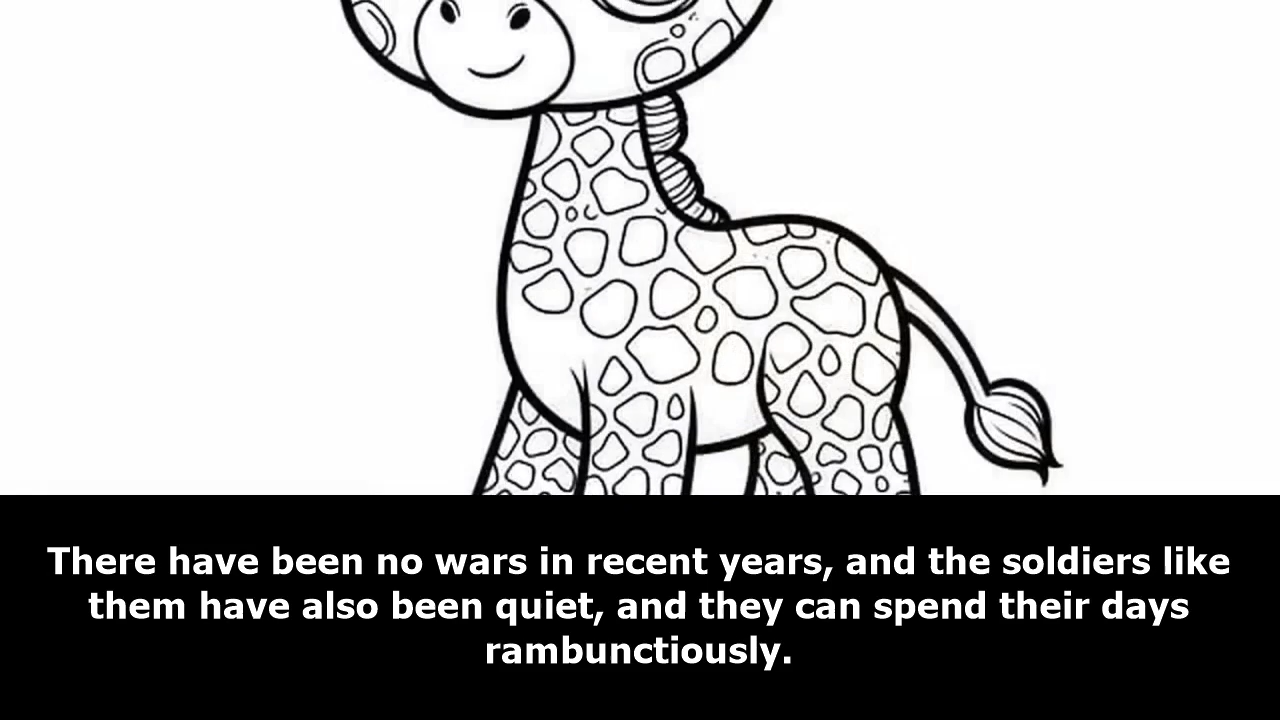 There have been no wars in recent years, and the soldiers like
them have also been quiet, and they can spend their days
rambunctiously.